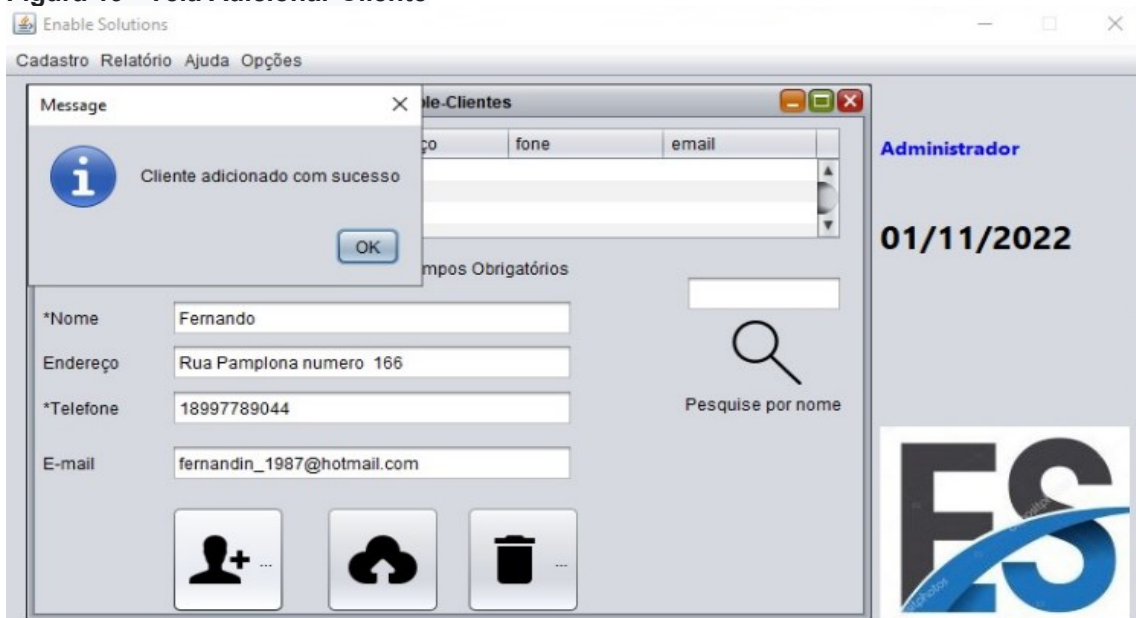 Enable Solutions
Cadastro Relatório Ajuda Opções
Message
ble-Clientes
ço fone email
Cliente adicionado com sucesso
OK
mpos Obrigatórios
Administrador
01/11/2022
*Nome Fernando
Endereço Rua Pamplona numero 166
*Telefone 18997789044
Pesquise por nome
E-mail fernandin_1987@hotmail.com
... ...
ES